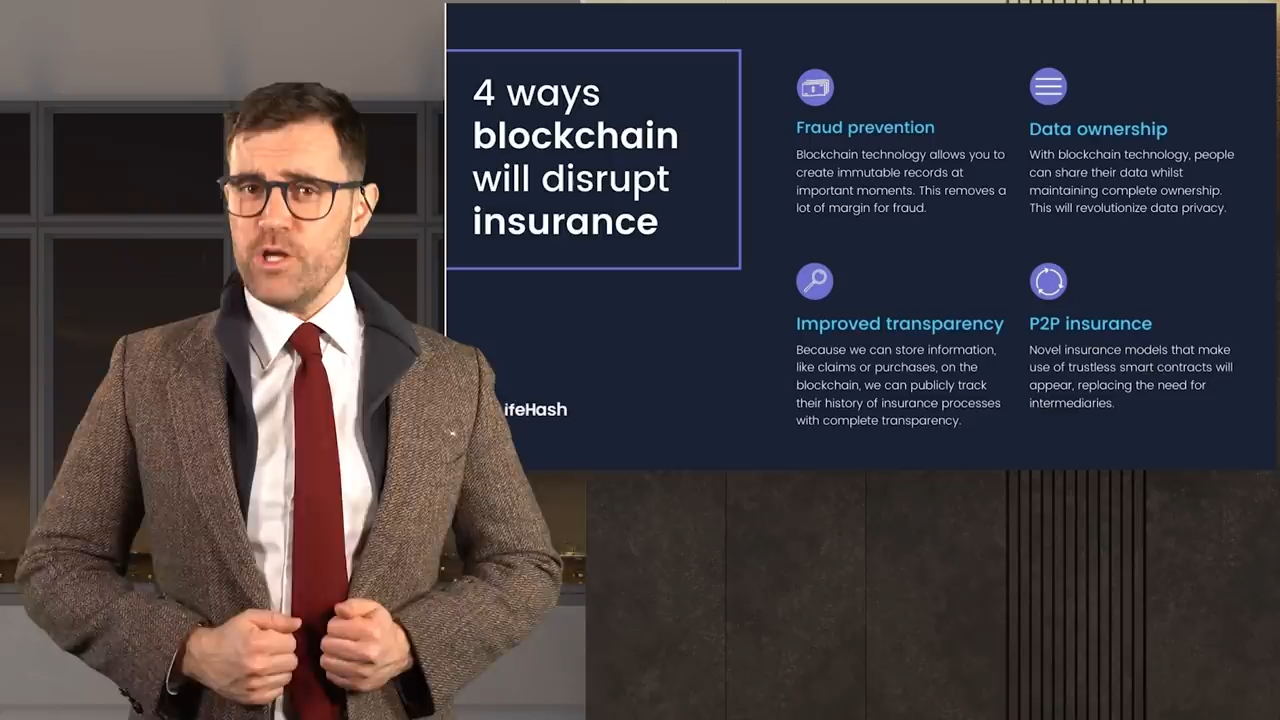 4 ways
blockchain
will disrupt
insurance
Fraud prevention
Blockchain technology allows you to
create immutable records at
important moments. This removes a
lot of margin for fraud.
Data ownership
With blockchain technology, people
can share their data whilst
maintaining complete ownership.
This will revolutionize data privacy.
Improved transparency
Because we can store information,
like claims or purchases, on the
blockchain, we can publicly track
their history of insurance processes
with complete transparency.
P2P insurance
Novel insurance models that make
use of trustless smart contracts will
appear, replacing the need for
intermediaries.
ifeHash